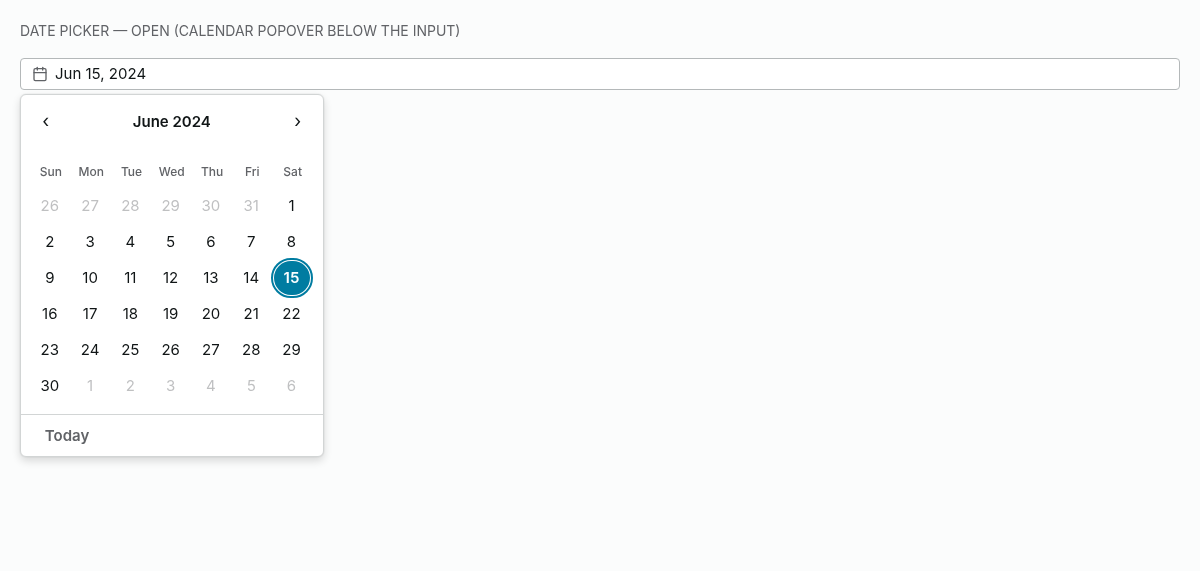 DATE PICKER — OPEN (CALENDAR POPOVER BELOW THE INPUT)
Jun 15, 2024
‹ June 2024 ›
Sun Mon Tue Wed Thu Fri Sat
26 27 28 29 30 31 1
2 3 4 5 6 7 8
9 10 11 12 13 14 15
16 17 18 19 20 21 22
23 24 25 26 27 28 29
30 1 2 3 4 5 6
Today